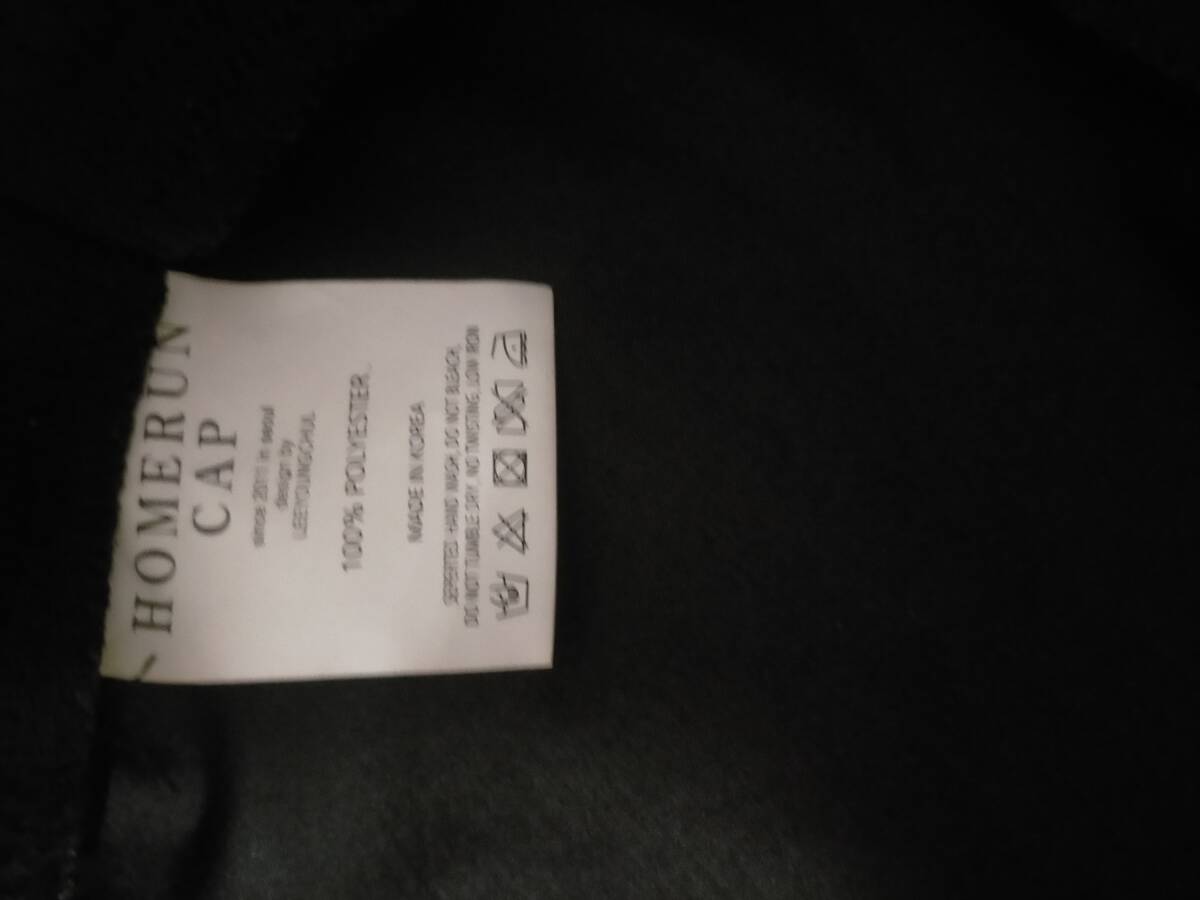 HOMERUN
CAP
since 2011 in seoul
design by
LEEYOUNGCHUL
100% POLYESTER.
MADE IN KOREA
SEPERTED. HAND WASH, DO NOT BLEACH,
DO NOT TUMBLE DRY, NO TWISTING, LOW IRON